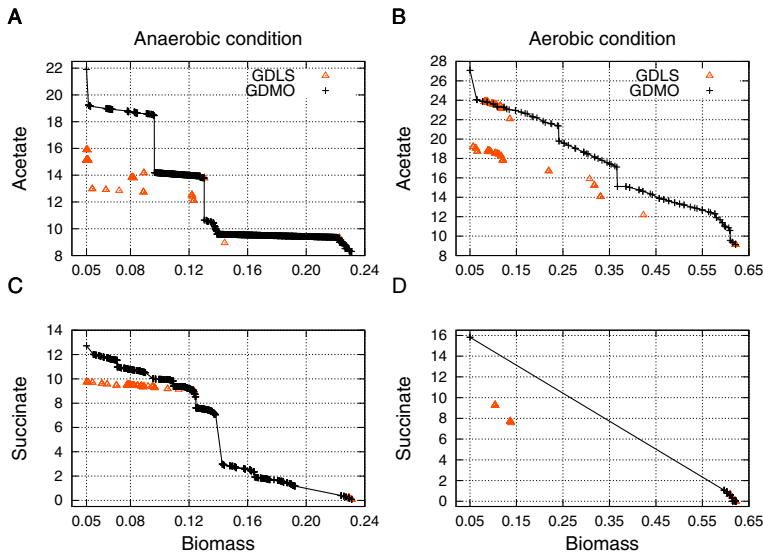 A
B
Anaerobic condition
Aerobic condition
22
20
18
16
14
12
10
8
Acetate
GDLS
GDMO
0.05 0.08 0.12 0.16 0.20 0.24
28
26
24
22
20
18
16
14
12
10
8
Acetate
GDLS
GDMO
0.05 0.15 0.25 0.35 0.45 0.55 0.65
C
D
14
12
10
8
6
4
2
0
Succinate
0.05 0.08 0.12 0.16 0.20 0.24
Biomass
16
14
12
10
8
6
4
2
0
Succinate
0.05 0.15 0.25 0.35 0.45 0.55 0.65
Biomass